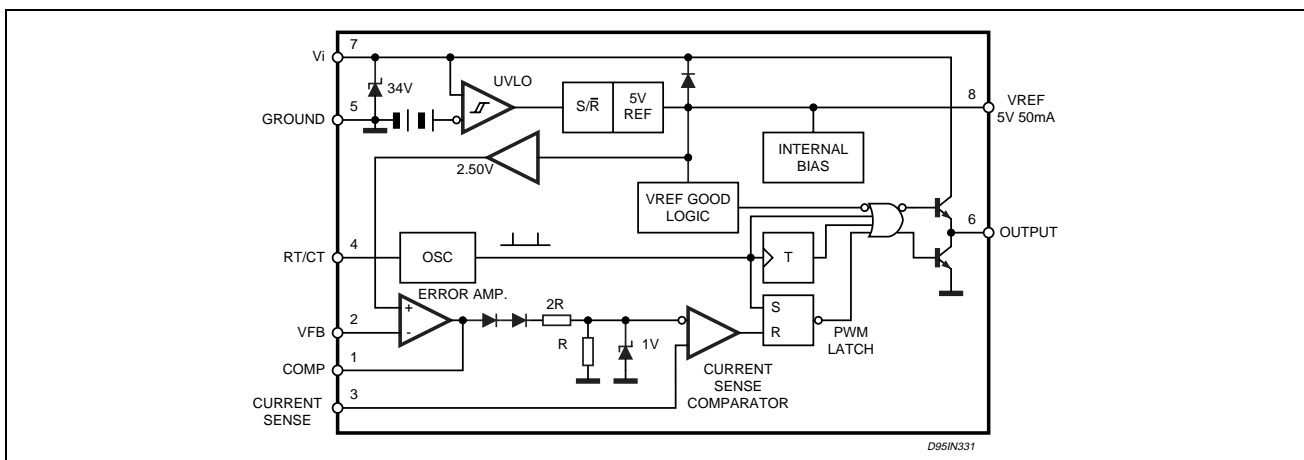 7
Vi
34V
UVLO
S/R̅
5V
REF
8
VREF
5V 50mA
5
GROUND
INTERNAL
BIAS
2.50V
VREF GOOD
LOGIC
6
OUTPUT
4
RT/CT
OSC
T
ERROR AMP.
+
-
2R
R
1V
S
R
PWM
LATCH
2
VFB
1
COMP
CURRENT
SENSE
COMPARATOR
3
CURRENT
SENSE
D95IN331